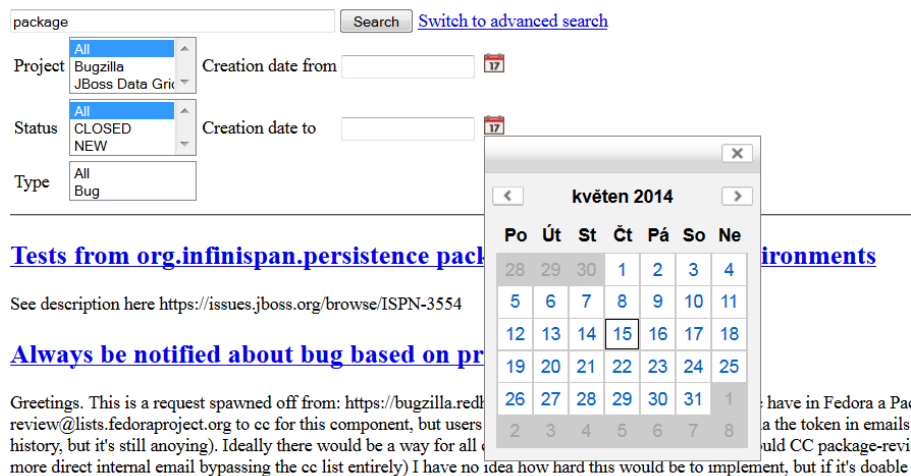 package Search Switch to advanced search
Project All Creation date from 17
Bugzilla
JBoss Data Gric
Status All Creation date to 17
CLOSED
NEW
Type All
Bug
květen 2014
Po Út St Čt Pá So Ne
28 29 30 1 2 3 4
5 6 7 8 9 10 11
12 13 14 15 16 17 18
19 20 21 22 23 24 25
26 27 28 29 30 31 1
2 3 4 5 6 7 8
Tests from org.infinispan.persistence pack ironments
See description here https://issues.jboss.org/browse/ISPN-3554
Always be notified about bug based on pr
Greetings. This is a request spawned off from: https://bugzilla.redh have in Fedora a Pac
review@lists.fedoraproject.org to cc for this component, but users a the token in emails
history, but it's still anoying). Ideally there would be a way for all uld CC package-revi
more direct internal email bypassing the cc list entirely) I have no idea how hard this would be to implement, but if it's doable